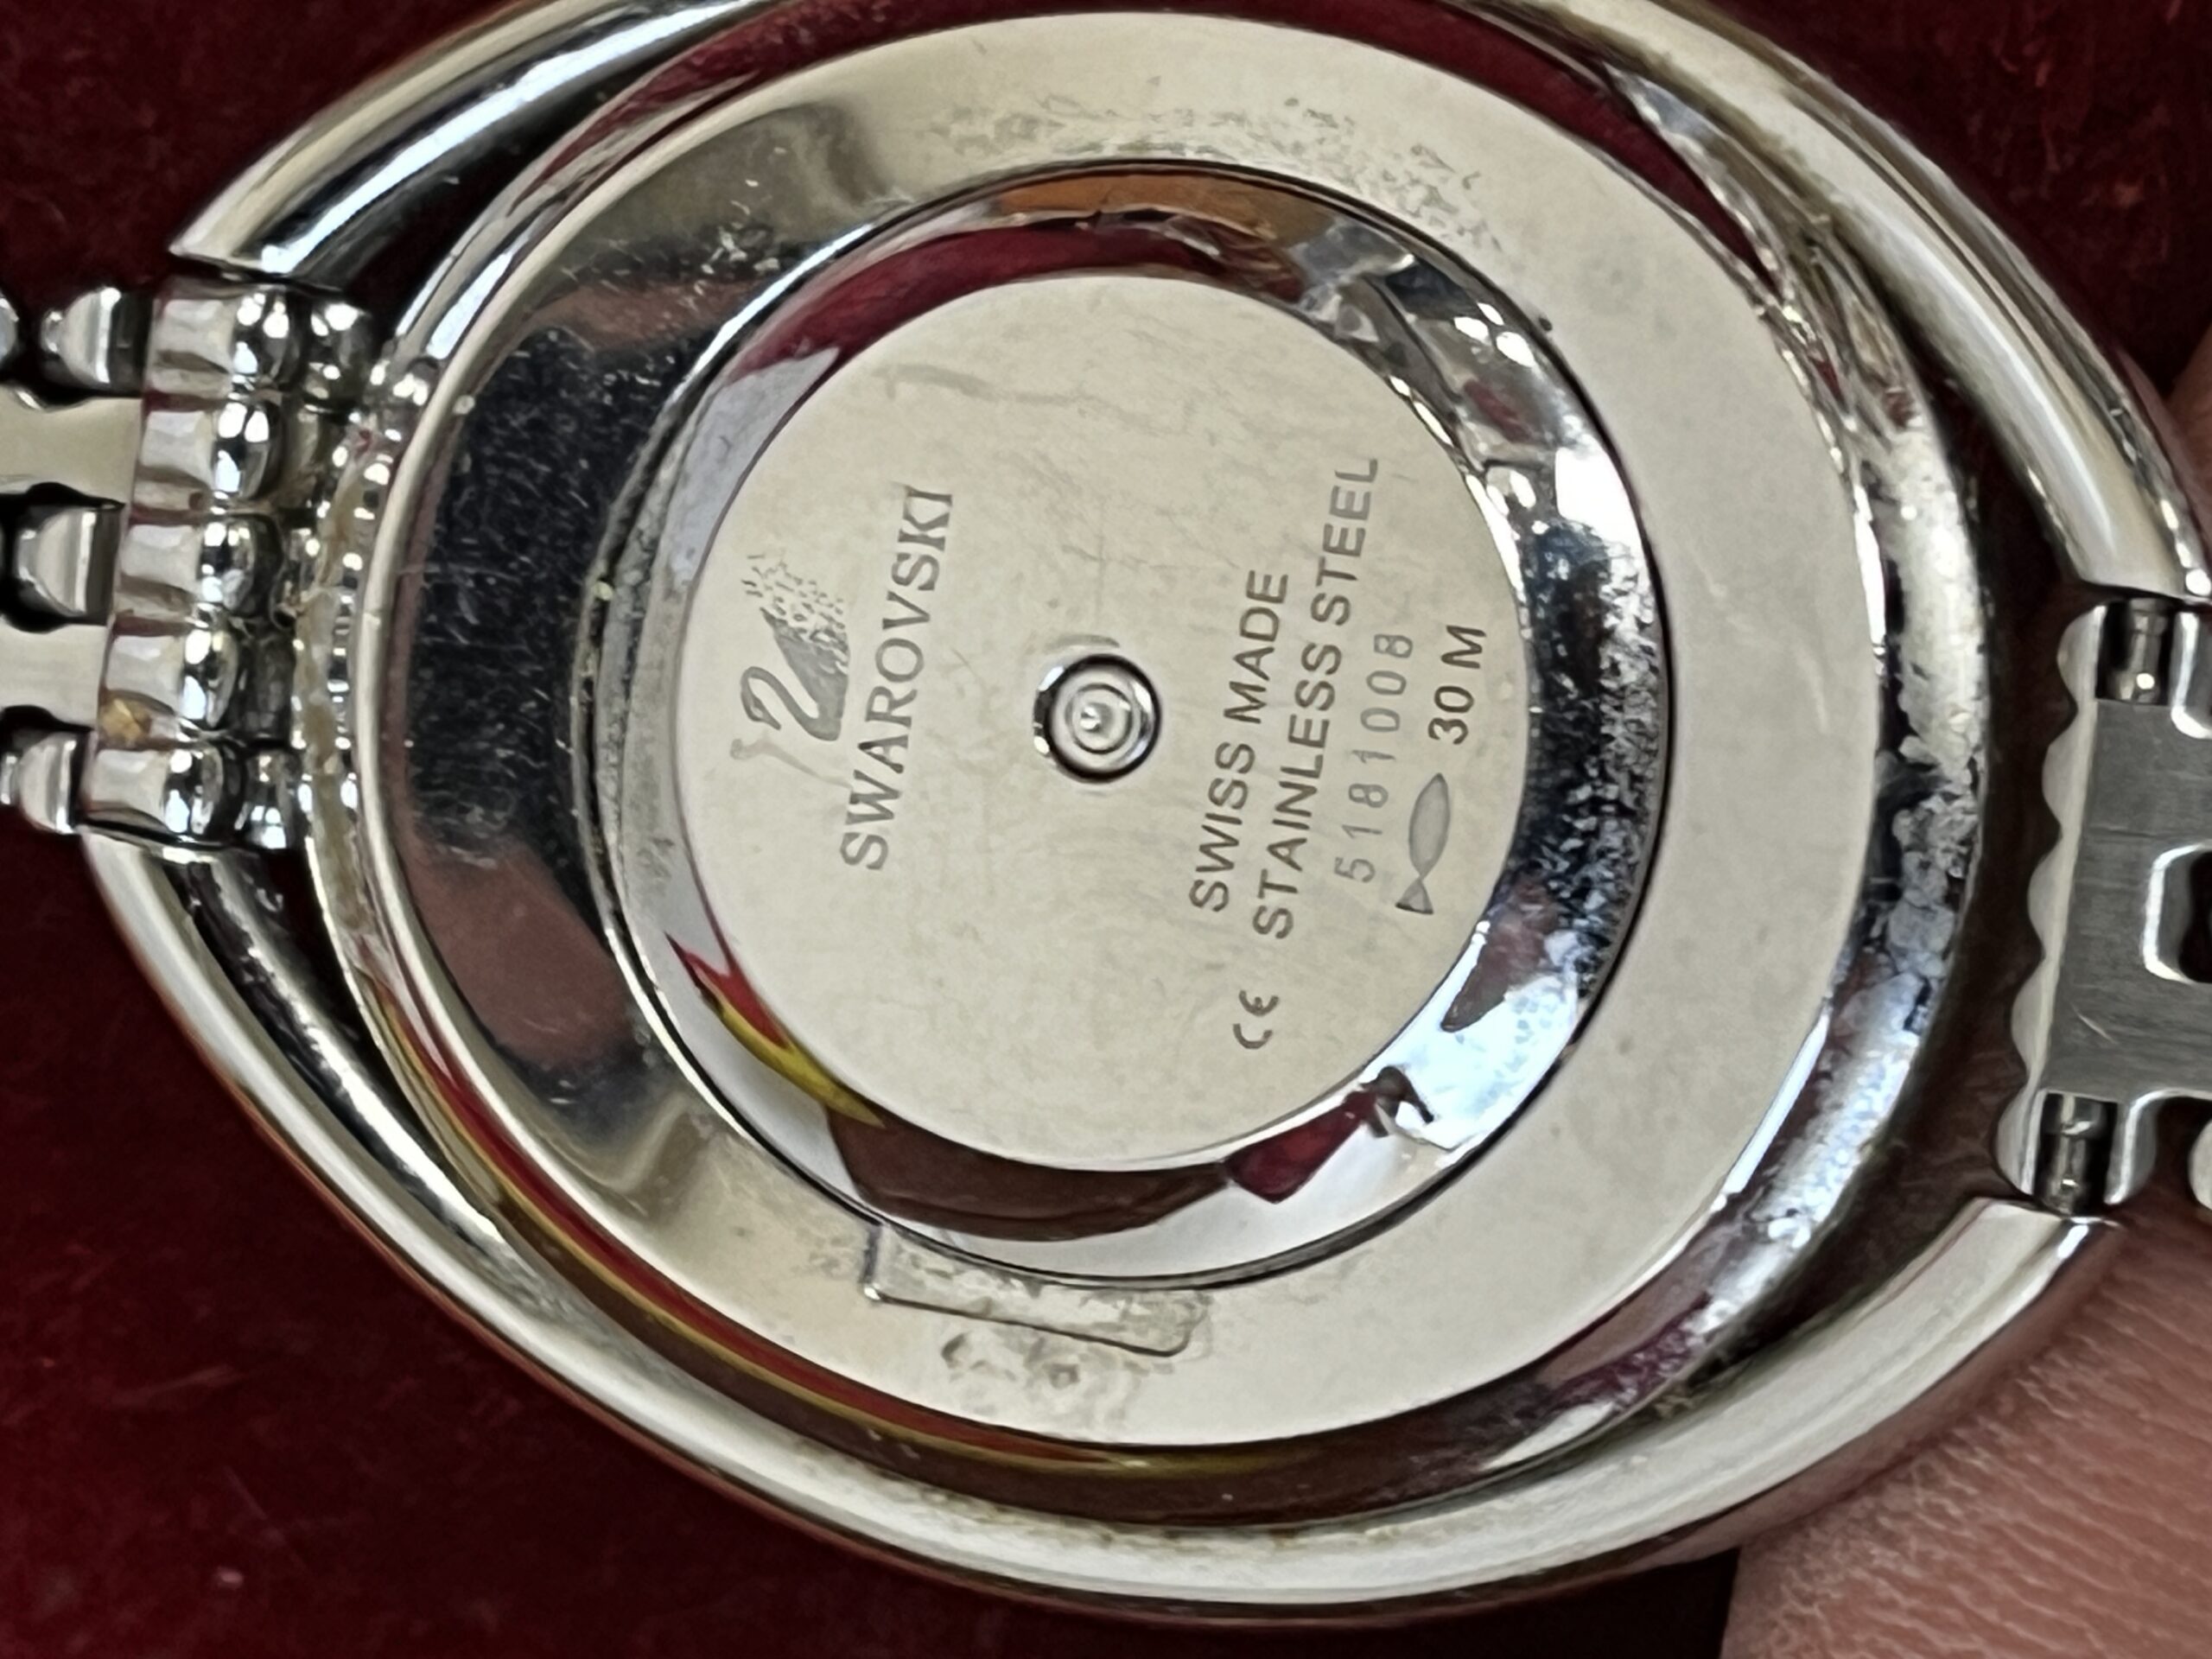 SWAROVSKI
SWISS MADE
CE STAINLESS STEEL
5181008
30 M